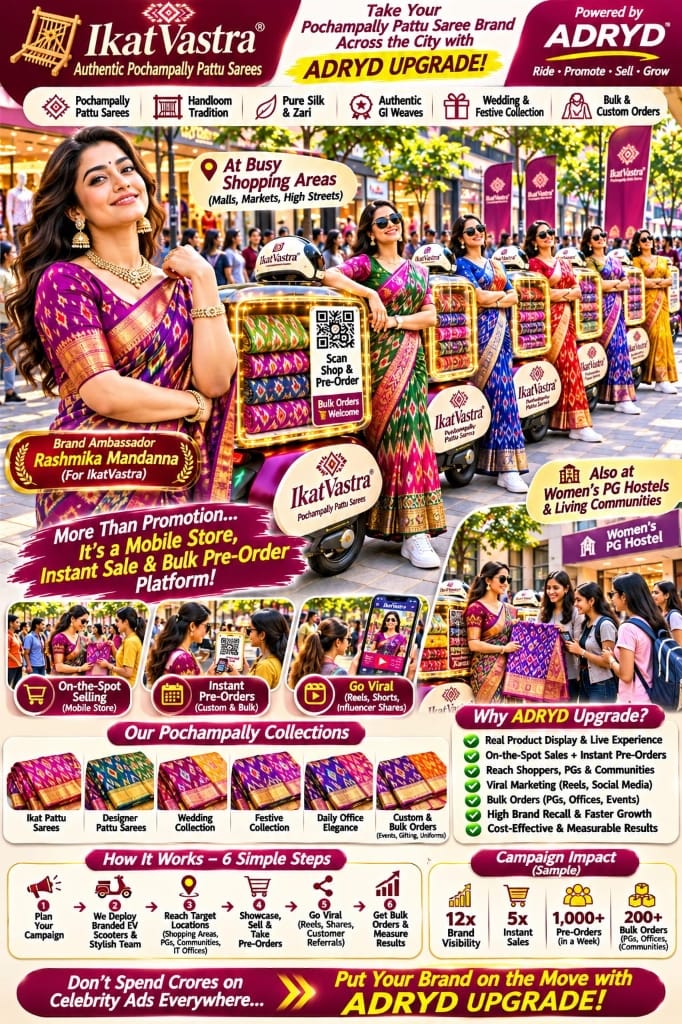 IkatVastra®
Authentic Pochampally Pattu Sarees
Take Your
Pochampally Pattu Saree Brand
Across the City with
ADRYD UPGRADE!
Powered by
ADRYD™
Ride • Promote • Sell • Grow
Pochampally
Pattu Sarees
Handloom
Tradition
Pure Silk
& Zari
Authentic
GI Weaves
Wedding &
Festive Collection
Bulk &
Custom Orders
At Busy
Shopping Areas
(Malls, Markets, High Streets)
IkatVastra
IkatVastra
IkatVastra
Scan
Shop &
Pre-Order
Bulk Orders
Welcome
IkatVastra®
Pochampally Pattu Sarees
IkatVastra
Pochampally
Pattu Sarees
IkatVastra
IkatVastra
IkatVastra
Brand Ambassador
Rashmika Mandanna
(For IkatVastra)
More Than Promotion...
It's a Mobile Store,
Instant Sale & Bulk Pre-Order
Platform!
Also at
Women's PG Hostels
& Living Communities
Women's
PG Hostel
On-the-Spot
Selling
(Mobile Store)
Instant
Pre-Orders
(Custom & Bulk)
IkatVastra
Go Viral
(Reels, Shorts,
Influencer Shares)
Our Pochampally Collections
Ikat Pattu
Sarees
Designer
Pattu Sarees
Wedding
Collection
Festive
Collection
Daily Office
Elegance
Custom &
Bulk Orders
(Events, Gifting, Uniforms)
Why ADRYD Upgrade?
Real Product Display & Live Experience
On-the-Spot Sales + Instant Pre-Orders
Reach Shoppers, PGs & Communities
Viral Marketing (Reels, Social Media)
Bulk Orders (PGs, Offices, Events)
High Brand Recall & Faster Growth
Cost-Effective & Measurable Results
How It Works – 6 Simple Steps
1
Plan
Your
Campaign
2
We Deploy
Branded EV
Scooters &
Stylish Team
3
Reach Target
Locations
(Shopping Areas,
PGs, Communities,
IT Offices)
4
Showcase,
Sell &
Take
Pre-Orders
5
Go Viral
(Reels, Shares,
Customer
Referrals)
6
Get Bulk
Orders &
Measure
Results
Campaign Impact
(Sample)
12x
Brand
Visibility
5x
Instant
Sales
1,000+
Pre-Orders
(in a Week)
200+
Bulk Orders
(PGs, Offices,
Communities)
Don't Spend Crores on
Celebrity Ads Everywhere...
Put Your Brand on the Move with
ADRYD UPGRADE!